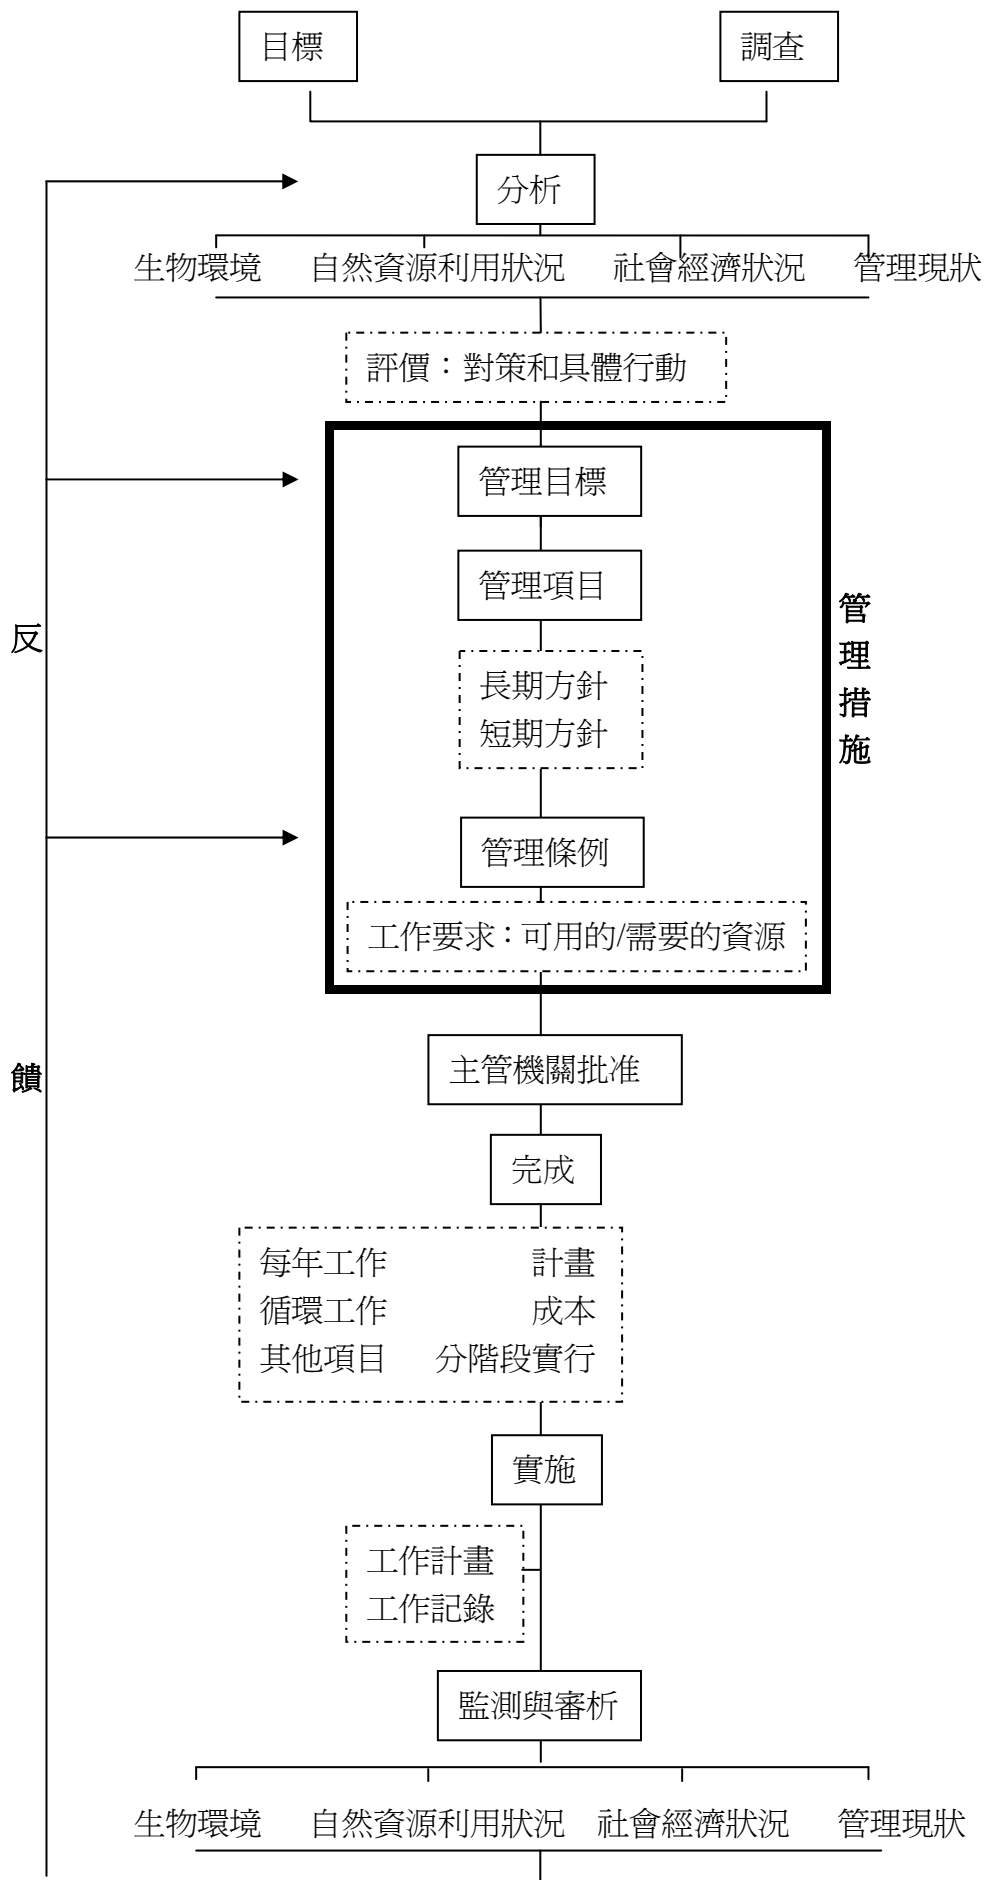 目標
調查
分析
生物環境 自然資源利用狀況 社會經濟狀況 管理現狀
評價：對策和具體行動
管理目標
管理項目
長期方針
短期方針
管理條例
工作要求：可用的/需要的資源
管理措施
反饋
主管機關批准
完成
每年工作 計畫
循環工作 成本
其他項目 分階段實行
實施
工作計畫
工作記錄
監測與審析
生物環境 自然資源利用狀況 社會經濟狀況 管理現狀